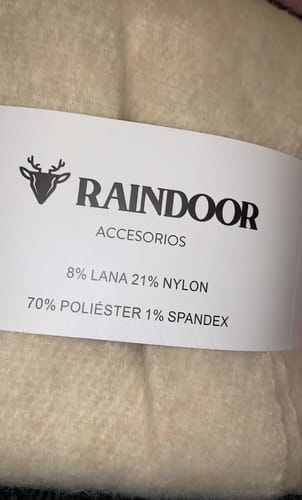 RAINDOOR
ACCESORIOS
8% LANA 21% NYLON
70% POLIÉSTER 1% SPANDEX